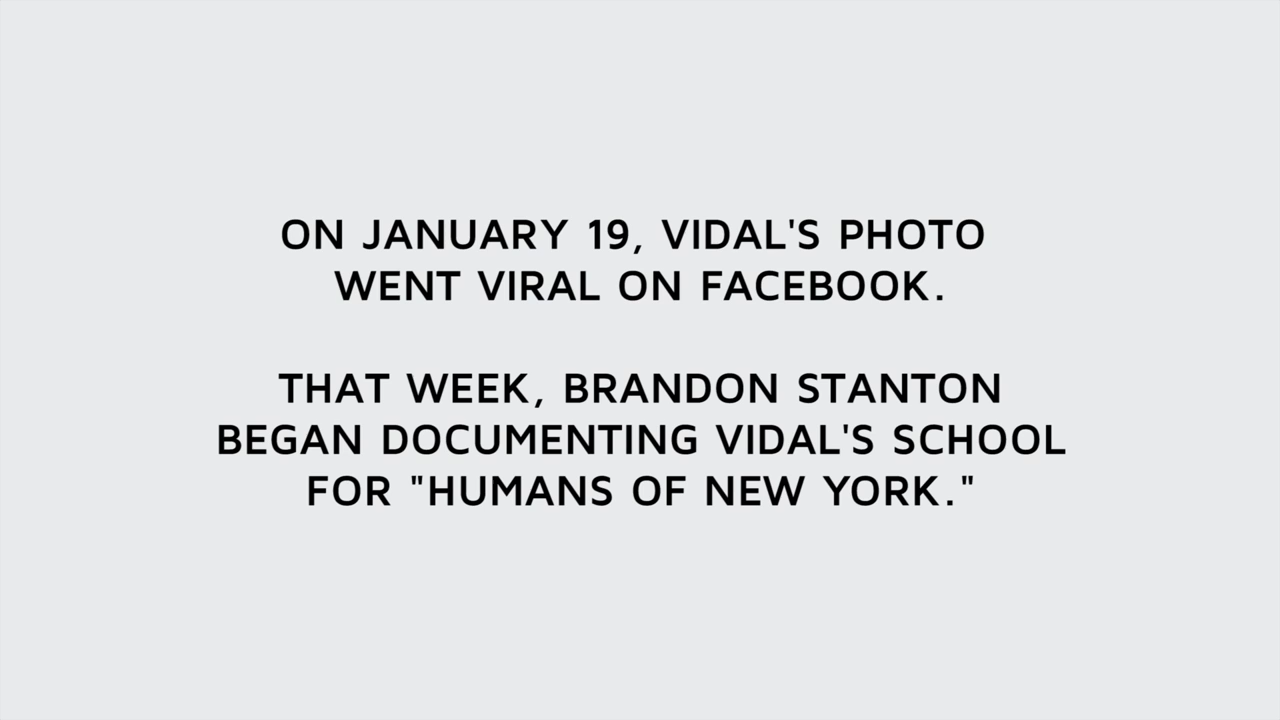 ON JANUARY 19, VIDAL'S PHOTO
WENT VIRAL ON FACEBOOK.
THAT WEEK, BRANDON STANTON
BEGAN DOCUMENTING VIDAL'S SCHOOL
FOR "HUMANS OF NEW YORK."